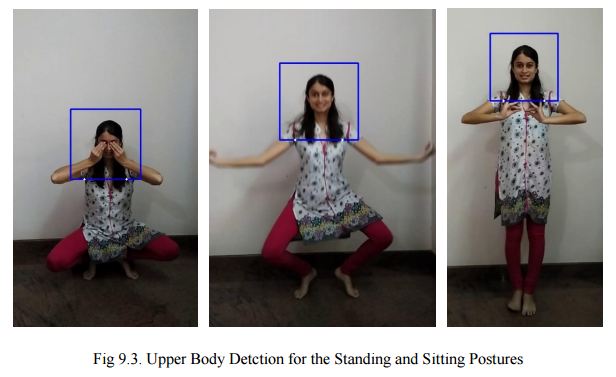 Fig 9.3. Upper Body Detction for the Standing and Sitting Postures